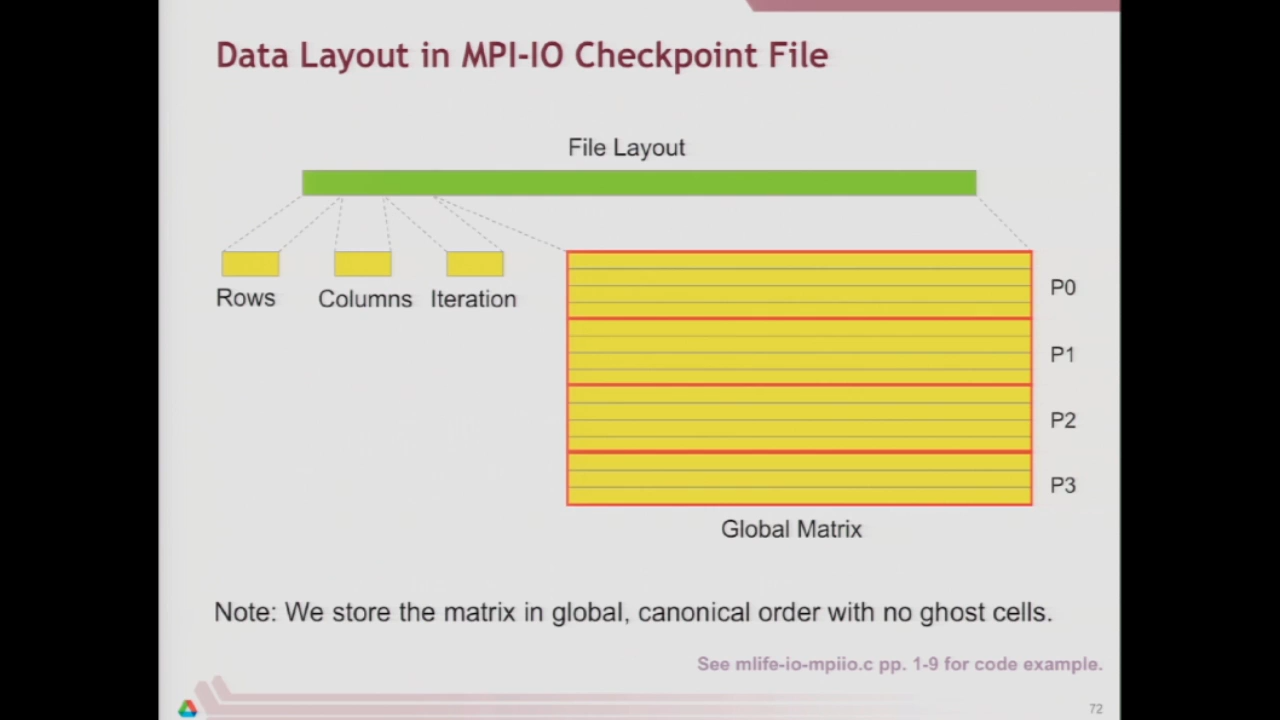 Data Layout in MPI-IO Checkpoint File
File Layout
Rows
Columns
Iteration
P0
P1
P2
P3
Global Matrix
Note: We store the matrix in global, canonical order with no ghost cells.
See mlife-io-mpiio.c pp. 1-9 for code example.
72